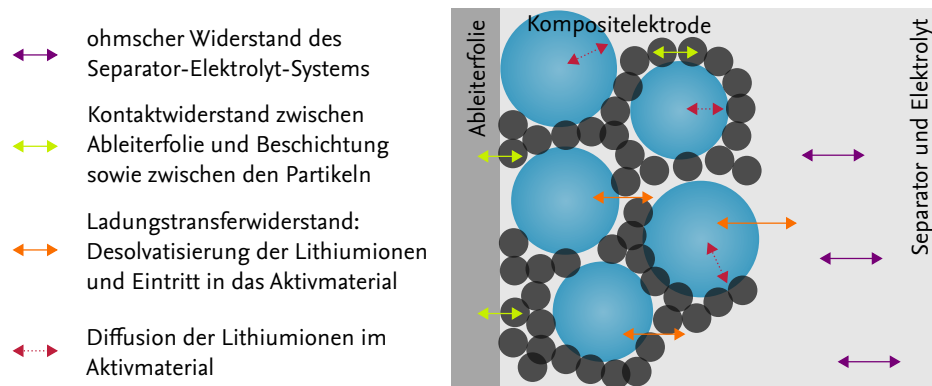 ohmscher Widerstand des
Separator-Elektrolyt-Systems
Kontaktwiderstand zwischen
Ableiterfolie und Beschichtung
sowie zwischen den Partikeln
Ladungstransferwiderstand:
Desolvatisierung der Lithiumionen
und Eintritt in das Aktivmaterial
Diffusion der Lithiumionen im
Aktivmaterial
Ableiterfolie
Kompositelektrode
Separator und Elektrolyt